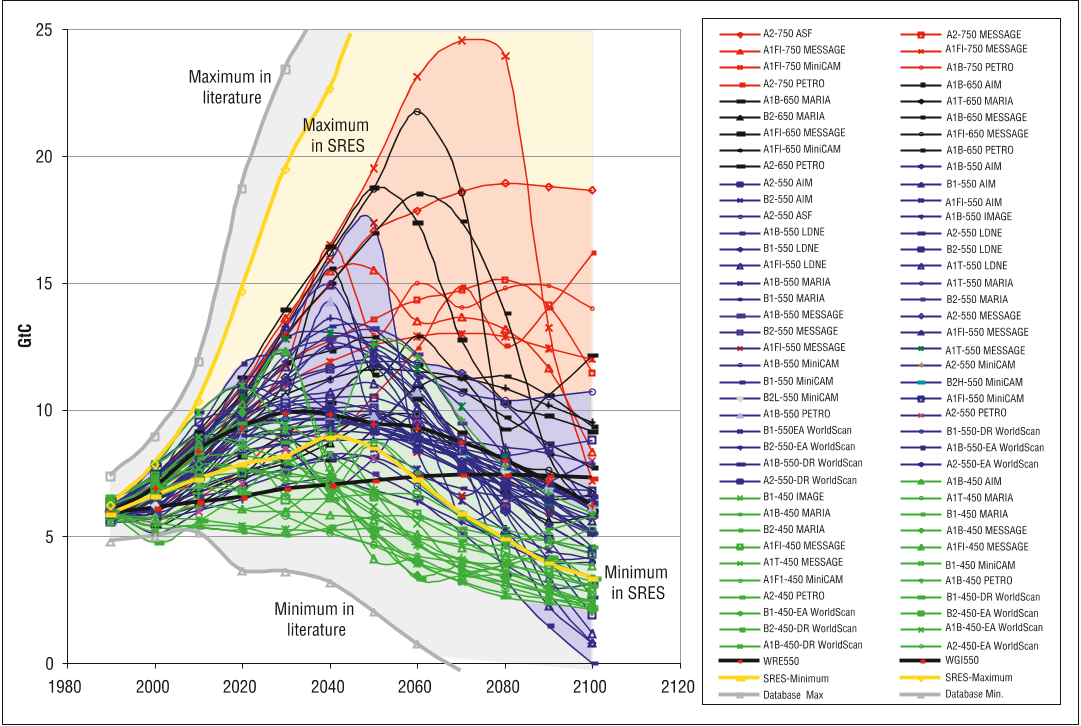 25
20
15
10
5
0
GtC
1980
2000
2020
2040
2060
2080
2100
2120
Maximum in
literature
Maximum
in SRES
Minimum
in SRES
Minimum in
literature
A2-750 ASF
A1FI-750 MESSAGE
A1FI-750 MiniCAM
A2-750 PETRO
A1B-650 MARIA
B2-650 MARIA
A1FI-650 MESSAGE
A1FI-650 MiniCAM
A2-650 PETRO
A2-550 AIM
B2-550 AIM
A2-550 ASF
A1B-550 LDNE
B1-550 LDNE
A1FI-550 LDNE
A1B-550 MARIA
B1-550 MARIA
A1B-550 MESSAGE
B2-550 MESSAGE
A1FI-550 MESSAGE
A1B-550 MiniCAM
B1-550 MiniCAM
B2L-550 MiniCAM
A1B-550 PETRO
B1-550EA WorldScan
B2-550-EA WorldScan
A1B-550-DR WorldScan
A2-550-DR WorldScan
B1-450 IMAGE
A1B-450 MARIA
B2-450 MARIA
A1FI-450 MESSAGE
A1T-450 MESSAGE
A1F1-450 MiniCAM
A2-450 PETRO
B1-450-EA WorldScan
B2-450-DR WorldScan
A1B-450-DR WorldScan
WRE550
SRES-Minimum
Database Max
A2-750 MESSAGE
A1FI-750 MESSAGE
A1B-750 PETRO
A1B-650 AIM
A1T-650 MARIA
A1B-650 MESSAGE
A1FI-650 MESSAGE
A1B-650 PETRO
A1B-550 AIM
B1-550 AIM
A1FI-550 AIM
A1B-550 IMAGE
A2-550 LDNE
B2-550 LDNE
A1T-550 LDNE
A1T-550 MARIA
B2-550 MARIA
A2-550 MESSAGE
A1FI-550 MESSAGE
A1T-550 MESSAGE
A2-550 MiniCAM
B2H-550 MiniCAM
A1FI-550 MiniCAM
A2-550 PETRO
B1-550-DR WorldScan
A1B-550-EA WorldScan
A2-550-EA WorldScan
A1B-450 AIM
A1T-450 MARIA
B1-450 MARIA
A1B-450 MESSAGE
A1FI-450 MESSAGE
B1-450 MiniCAM
A1B-450 PETRO
B1-450-DR WorldScan
B2-450-EA WorldScan
A1B-450-EA WorldScan
A2-450-EA WorldScan
WGI550
SRES-Maximum
Database Min.